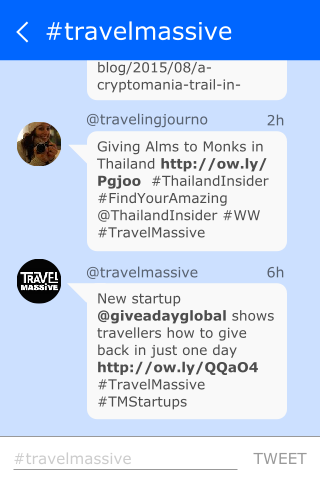 #travelmassive
blog/2015/08/a-
cryptomania-trail-in-
@travelingjourno 2h
Giving Alms to Monks in
Thailand http://ow.ly/
Pgjoo #ThailandInsider
#FindYourAmazing
@ThailandInsider #WW
#TravelMassive
TRAVEL
MASSIVE
@travelmassive 6h
New startup
@giveadayglobal shows
travellers how to give
back in just one day
http://ow.ly/QQaO4
#TravelMassive
#TMStartups
#travelmassive TWEET